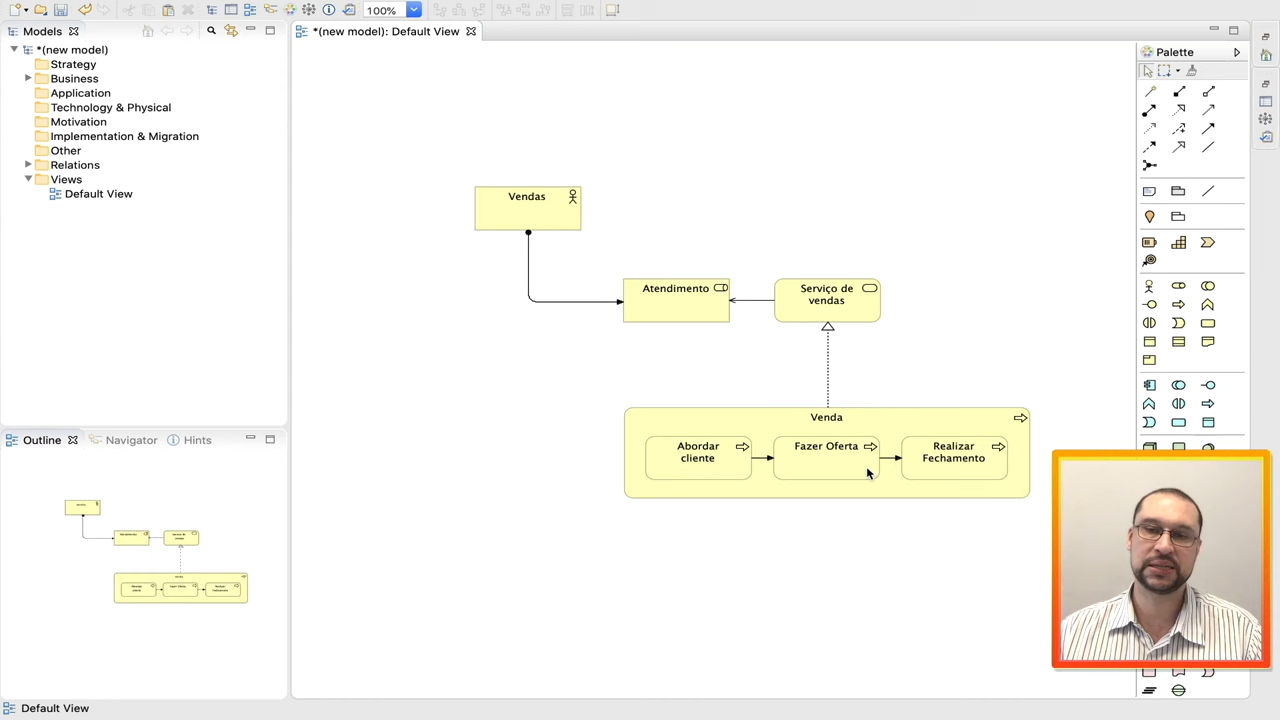 100%
Models
*(new model): Default View
Palette
*(new model)
Strategy
Business
Application
Technology & Physical
Motivation
Implementation & Migration
Other
Relations
Views
Default View
Vendas
Atendimento
Serviço de
vendas
Venda
Abordar
cliente
Fazer Oferta
Realizar
Fechamento
Outline
Navigator
Hints
Default View